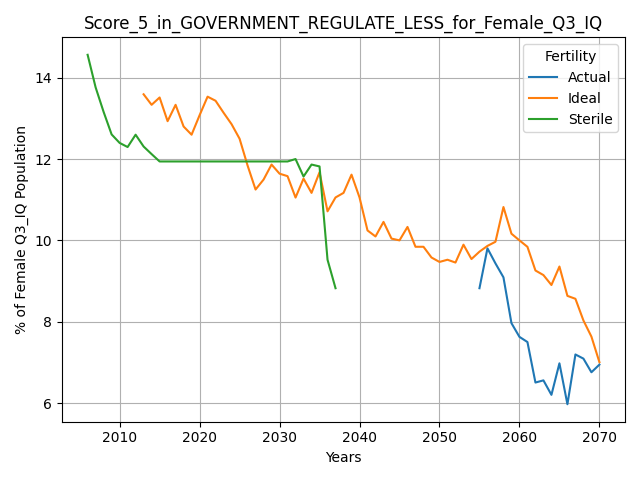 Score_5_in_GOVERNMENT_REGULATE_LESS_for_Female_Q3_IQ
Fertility
Actual
Ideal
Sterile
% of Female Q3_IQ Population
14
12
10
8
6
2010 2020 2030 2040 2050 2060 2070
Years